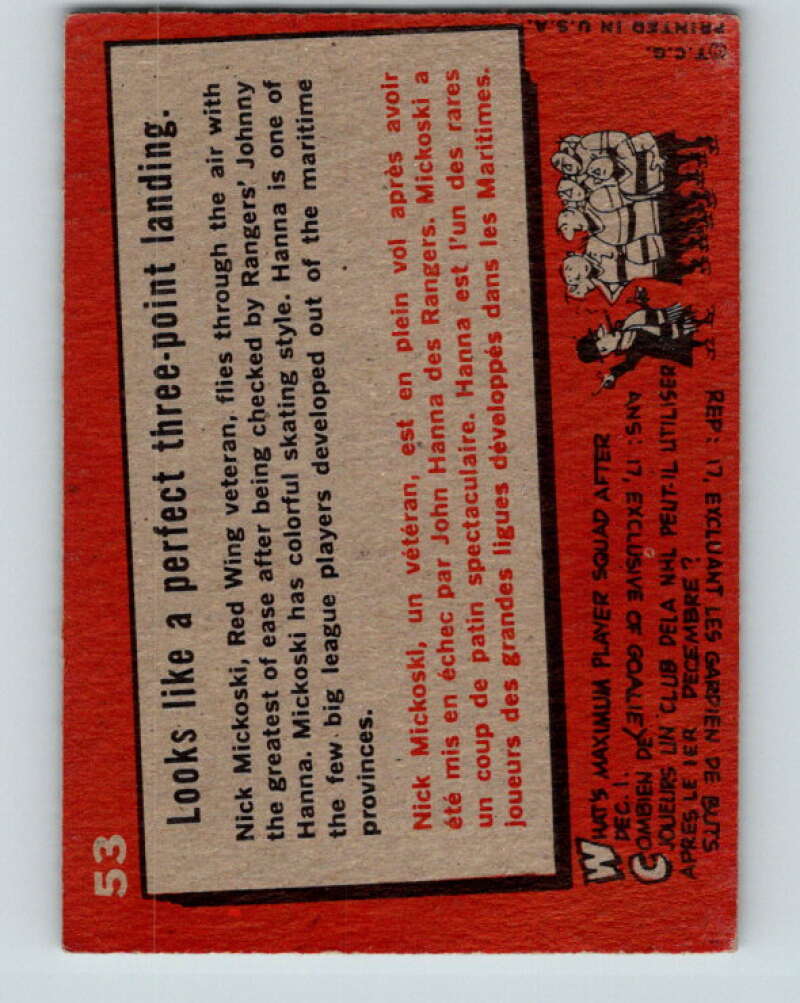 53
Looks like a perfect three-point landing.
Nick Mickoski, Red Wing veteran, flies through the air with
the greatest of ease after being checked by Rangers' Johnny
Hanna. Mickoski has colorful skating style. Hanna is one of
the few big league players developed out of the maritime
provinces.
Nick Mickoski, un vétéran, est en plein vol après avoir
été mis en échec par John Hanna des Rangers. Mickoski a
un coup de patin spectaculaire. Hanna est l'un des rares
joueurs des grandes ligues développés dans les Maritimes.
WHAT'S MAXIMUM PLAYER SQUAD AFTER
DEC. 1.
ANS: 17, EXCLUSIVE OF GOALIE)
COMBIEN DE
JOUEURS UN CLUB DELA NHL PEUT-IL UTILISER
APRES LE 1ER DECEMBRE ?
REP: 17, EXCLUANT LES GARDIEN DE BUTS
© T.C.G.
PRINTED IN U.S.A.